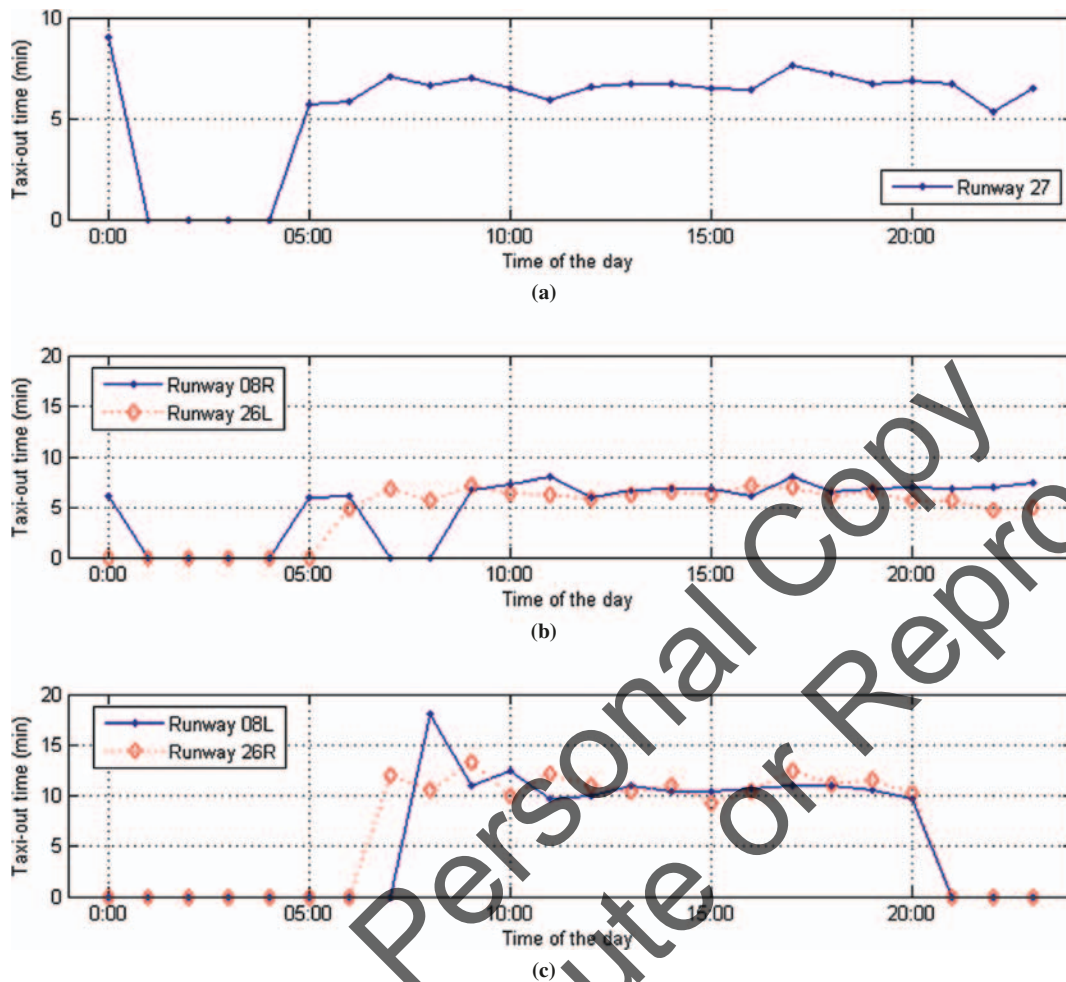 10
5
0
Taxi-out time (min)
Runway 27
0:00 05:00 10:00 15:00 20:00
Time of the day
(a)
20
15
10
5
0
Taxi-out time (min)
Runway 08R
Runway 26L
0:00 05:00 10:00 15:00 20:00
Time of the day
(b)
20
15
10
5
0
Taxi-out time (min)
Runway 08L
Runway 26R
0:00 05:00 10:00 15:00 20:00
Time of the day
(c)
Personal Copy
or